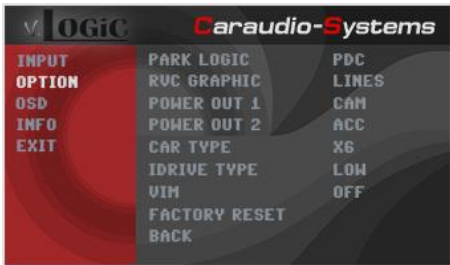 v.LOGiC Caraudio-Systems
INPUT
OPTION
OSD
INFO
EXIT
PARK LOGIC PDC
RVC GRAPHIC LINES
POWER OUT 1 CAM
POWER OUT 2 ACC
CAR TYPE X6
IDRIVE TYPE LOW
VIM OFF
FACTORY RESET
BACK